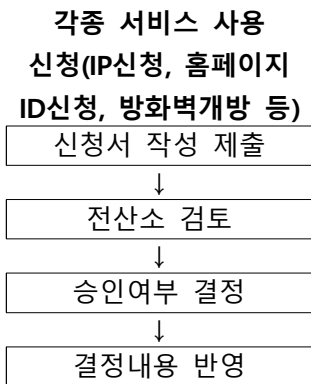 각종 서비스 사용
신청(IP신청, 홈페이지
ID신청, 방화벽개방 등)
신청서 작성 제출
↓
전산소 검토
↓
승인여부 결정
↓
결정내용 반영